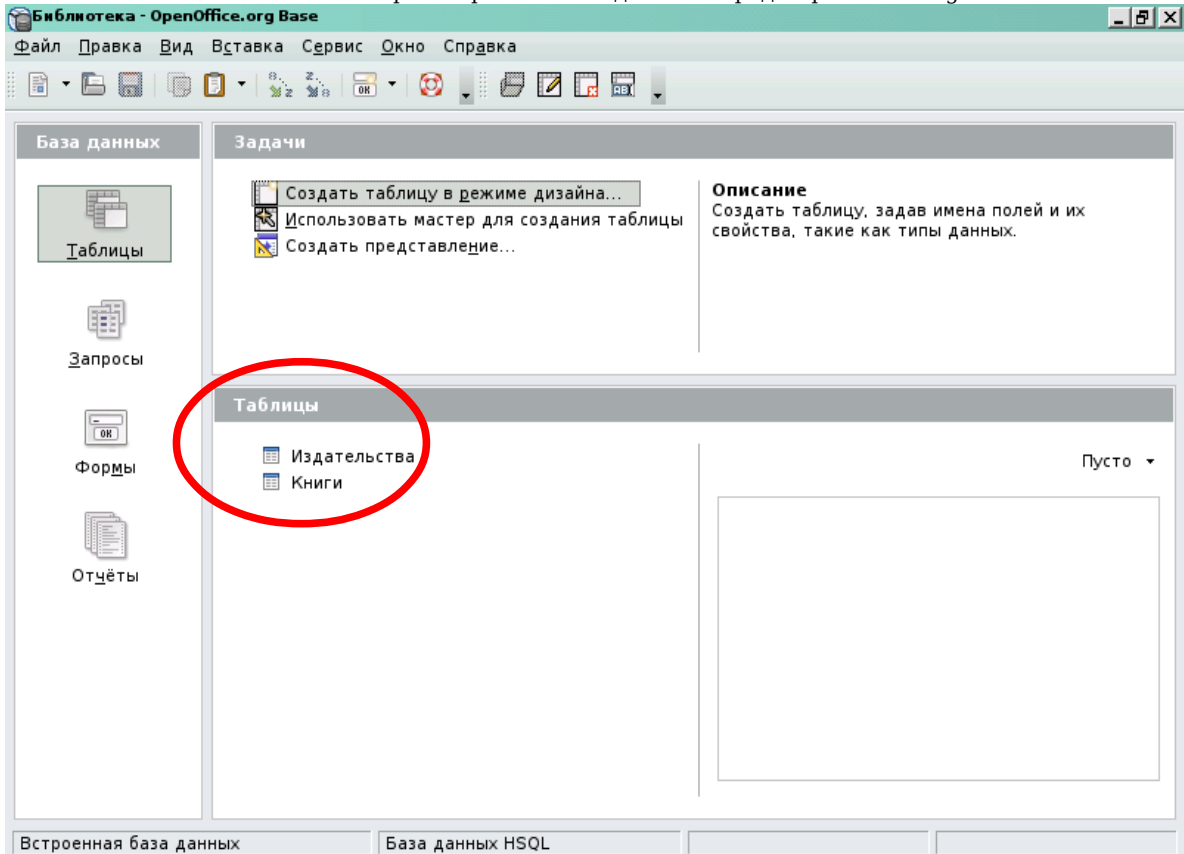 Библиотека - OpenOffice.org Base
Файл Правка Вид Вставка Сервис Окно Справка
База данных
Задачи
Таблицы
Запросы
Формы
Отчёты
Создать таблицу в режиме дизайна...
Использовать мастер для создания таблицы
Создать представление...
Описание
Создать таблицу, задав имена полей и их
свойства, такие как типы данных.
Таблицы
Издательства
Книги
Пусто
Встроенная база данных
База данных HSQL